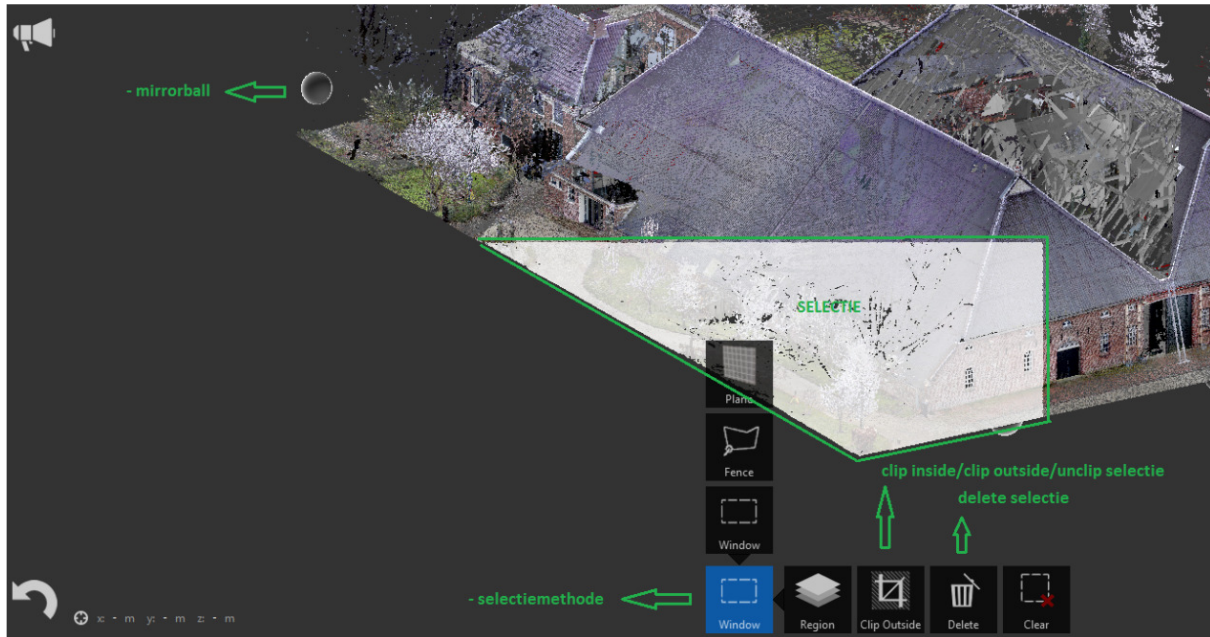 - mirrorball
SELECTIE
Plane
Fence
clip inside/clip outside/unclip selectie
delete selectie
Window
- selectiemethode
Window
Region
Clip Outside
Delete
Clear
x: - m y: - m z: - m